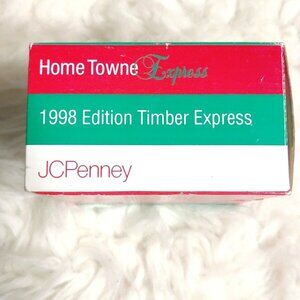 Home Towne Express
1998 Edition Timber Express
JCPenney